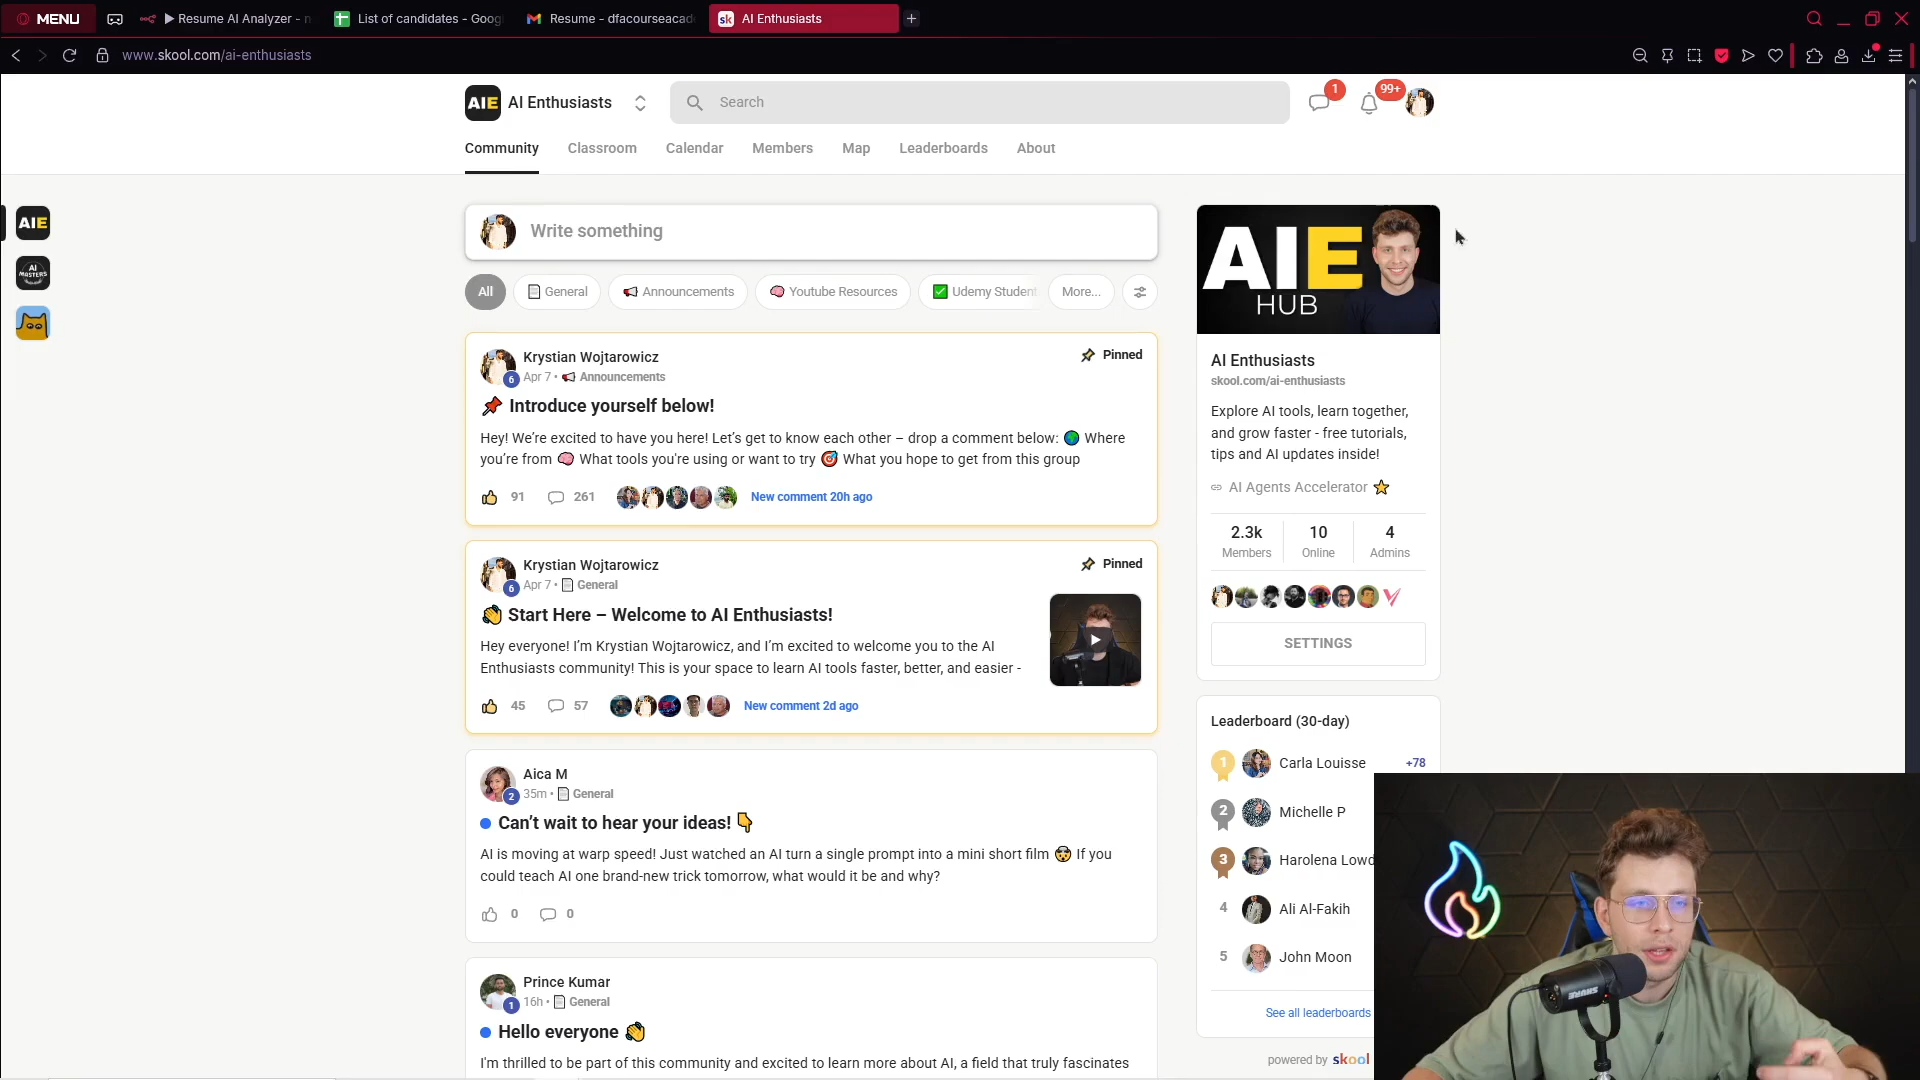 MENU
Resume AI Analyzer - n
List of candidates - Goog
Resume - dfacourseacad
sk AI Enthusiasts
www.skool.com/ai-enthusiasts
AIE AI Enthusiasts
Search
1
99+
Community
Classroom
Calendar
Members
Map
Leaderboards
About
AIE
AI
MASTERS
Write something
All
General
Announcements
Youtube Resources
Udemy Student
More...
Krystian Wojtarowicz
6
Apr 7 • 📢 Announcements
Pinned
📌 Introduce yourself below!
Hey! We’re excited to have you here! Let’s get to know each other – drop a comment below: 🌍 Where
you’re from 🧠 What tools you're using or want to try 🎯 What you hope to get from this group
91
261
New comment 20h ago
Krystian Wojtarowicz
6
Apr 7 • General
Pinned
👋 Start Here – Welcome to AI Enthusiasts!
Hey everyone! I’m Krystian Wojtarowicz, and I’m excited to welcome you to the AI
Enthusiasts community! This is your space to learn AI tools faster, better, and easier -
45
57
New comment 2d ago
Aica M
2
35m • General
Can’t wait to hear your ideas! 👇
AI is moving at warp speed! Just watched an AI turn a single prompt into a mini short film 🤯 If you
could teach AI one brand-new trick tomorrow, what would it be and why?
0
0
Prince Kumar
1
16h • General
Hello everyone 👋
I'm thrilled to be part of this community and excited to learn more about AI, a field that truly fascinates
AIE
HUB
AI Enthusiasts
skool.com/ai-enthusiasts
Explore AI tools, learn together,
and grow faster - free tutorials,
tips and AI updates inside!
AI Agents Accelerator ⭐
2.3k
Members
10
Online
4
Admins
SETTINGS
Leaderboard (30-day)
1 Carla Louisse +78
2 Michelle P
3 Harolena Lowd
4 Ali Al-Fakih
5 John Moon
See all leaderboards
powered by skool
SHURE